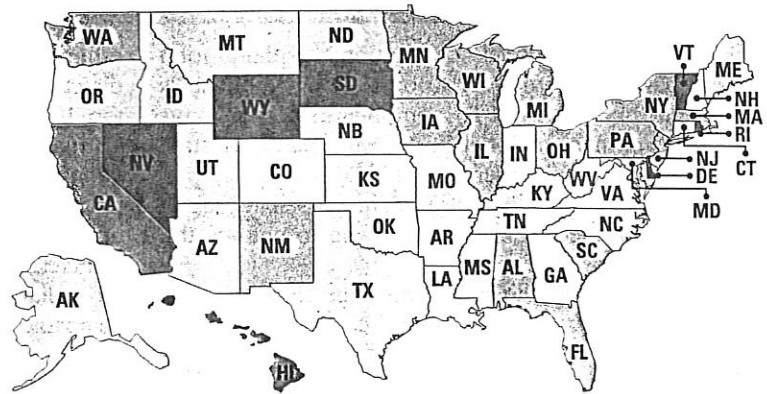 WA
MT
ND
MN
VT
ME
OR
ID
WY
SD
WI
MI
NY
NH
MA
RI
CT
NV
CA
UT
CO
NB
IA
IL
IN
OH
PA
NJ
DE
MD
KS
MO
KY
WV
VA
AZ
NM
OK
AR
TN
NC
SC
MS
AL
GA
LA
TX
FL
AK
HI